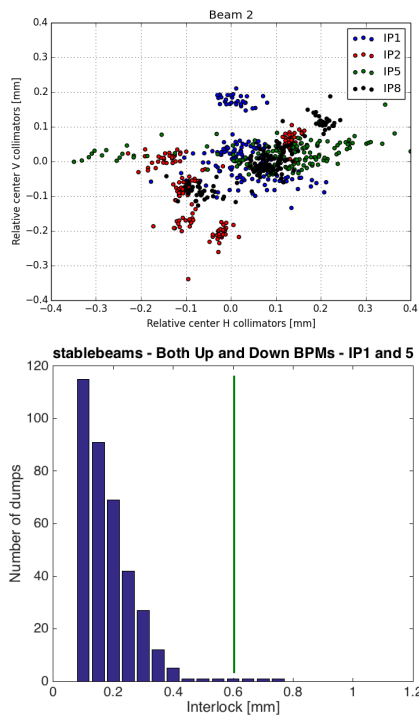 Beam 2
0.4
0.3
0.2
0.1
0.0
−0.1
−0.2
−0.3
−0.4
Relative center V collimators [mm]
IP1
IP2
IP5
IP8
−0.4 −0.3 −0.2 −0.1 0.0 0.1 0.2 0.3 0.4
Relative center H collimators [mm]
stablebeams - Both Up and Down BPMs - IP1 and 5
120
100
80
60
40
20
0
Number of dumps
0 0.2 0.4 0.6 0.8 1 1.2
Interlock [mm]